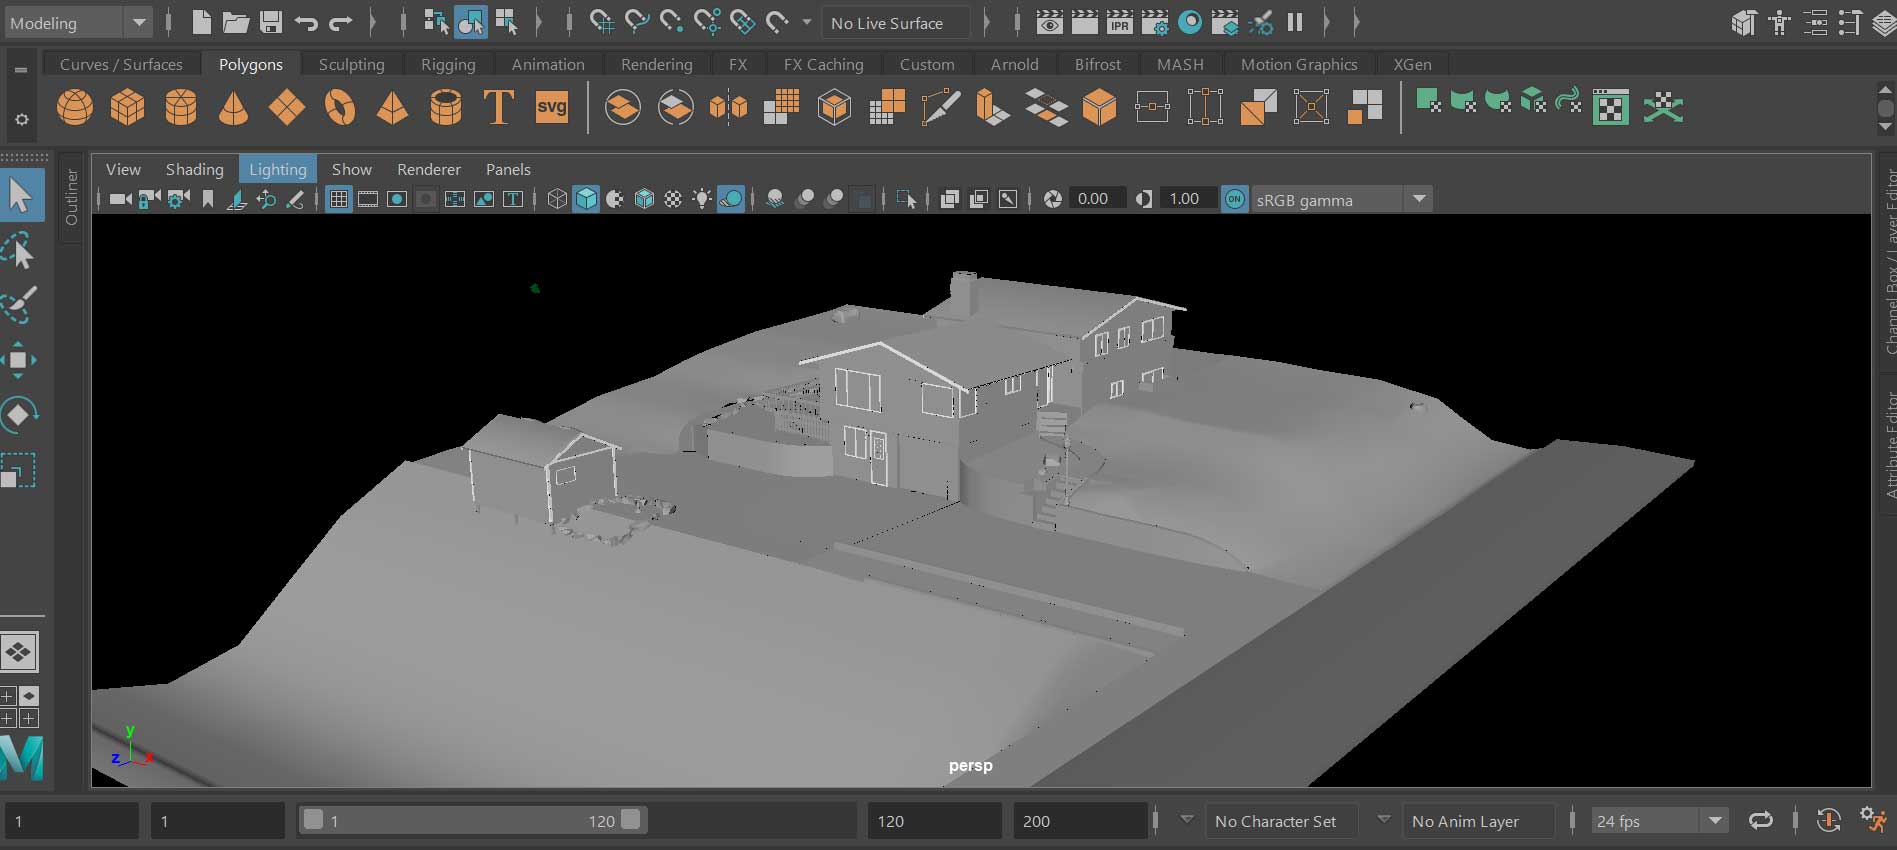 Modeling
No Live Surface
IPR
Curves / Surfaces
Polygons
Sculpting
Rigging
Animation
Rendering
FX
FX Caching
Custom
Arnold
Bifrost
MASH
Motion Graphics
XGen
T
svg
Outliner
View
Shading
Lighting
Show
Renderer
Panels
T
0.00
1.00
ON
sRGB gamma
Channel Box / Layer Editor
Attribute Editor
y
z
x
persp
M
1
1
1
120
120
200
No Character Set
No Anim Layer
24 fps